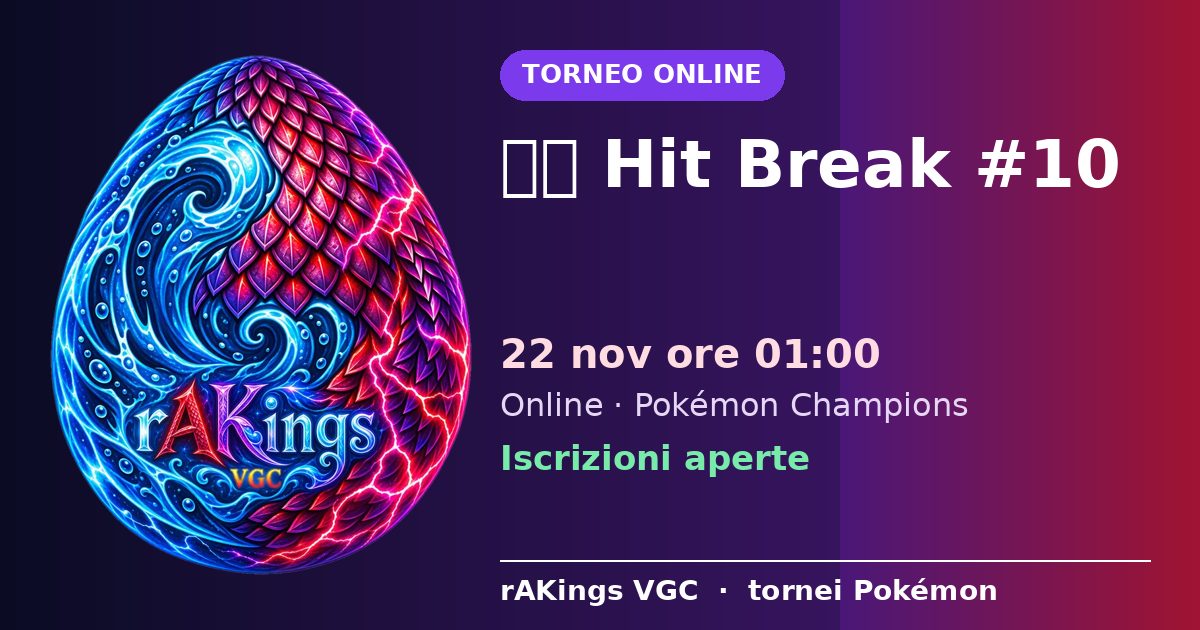 TORNEO ONLINE
Hit Break #10
22 nov ore 01:00
Online · Pokémon Champions
Iscrizioni aperte
rAKings
VGC
rAKings VGC · tornei Pokémon